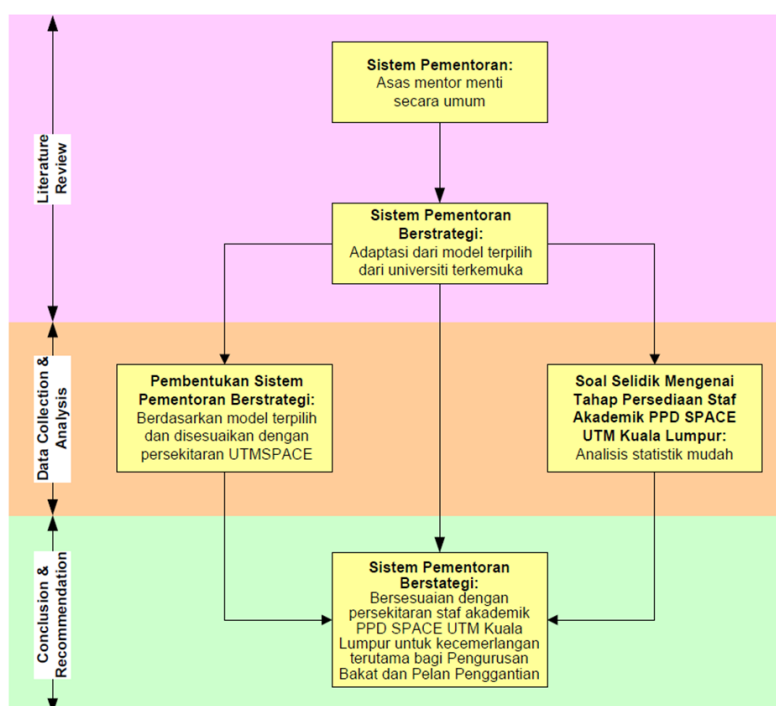 Literature
Review
Sistem Pementoran:
Asas mentor menti
secara umum
Sistem Pementoran
Berstrategi:
Adaptasi dari model terpilih
dari universiti terkemuka
Data Collection &
Analysis
Pembentukan Sistem
Pementoran Berstrategi:
Berdasarkan model terpilih
dan disesuaikan dengan
persekitaran UTMSPACE
Soal Selidik Mengenai
Tahap Persediaan Staf
Akademik PPD SPACE
UTM Kuala Lumpur:
Analisis statistik mudah
Conclusion &
Recommendation
Sistem Pementoran
Berstategi:
Bersesuaian dengan
persekitaran staf akademik
PPD SPACE UTM Kuala
Lumpur untuk kecemerlangan
terutama bagi Pengurusan
Bakat dan Pelan Penggantian